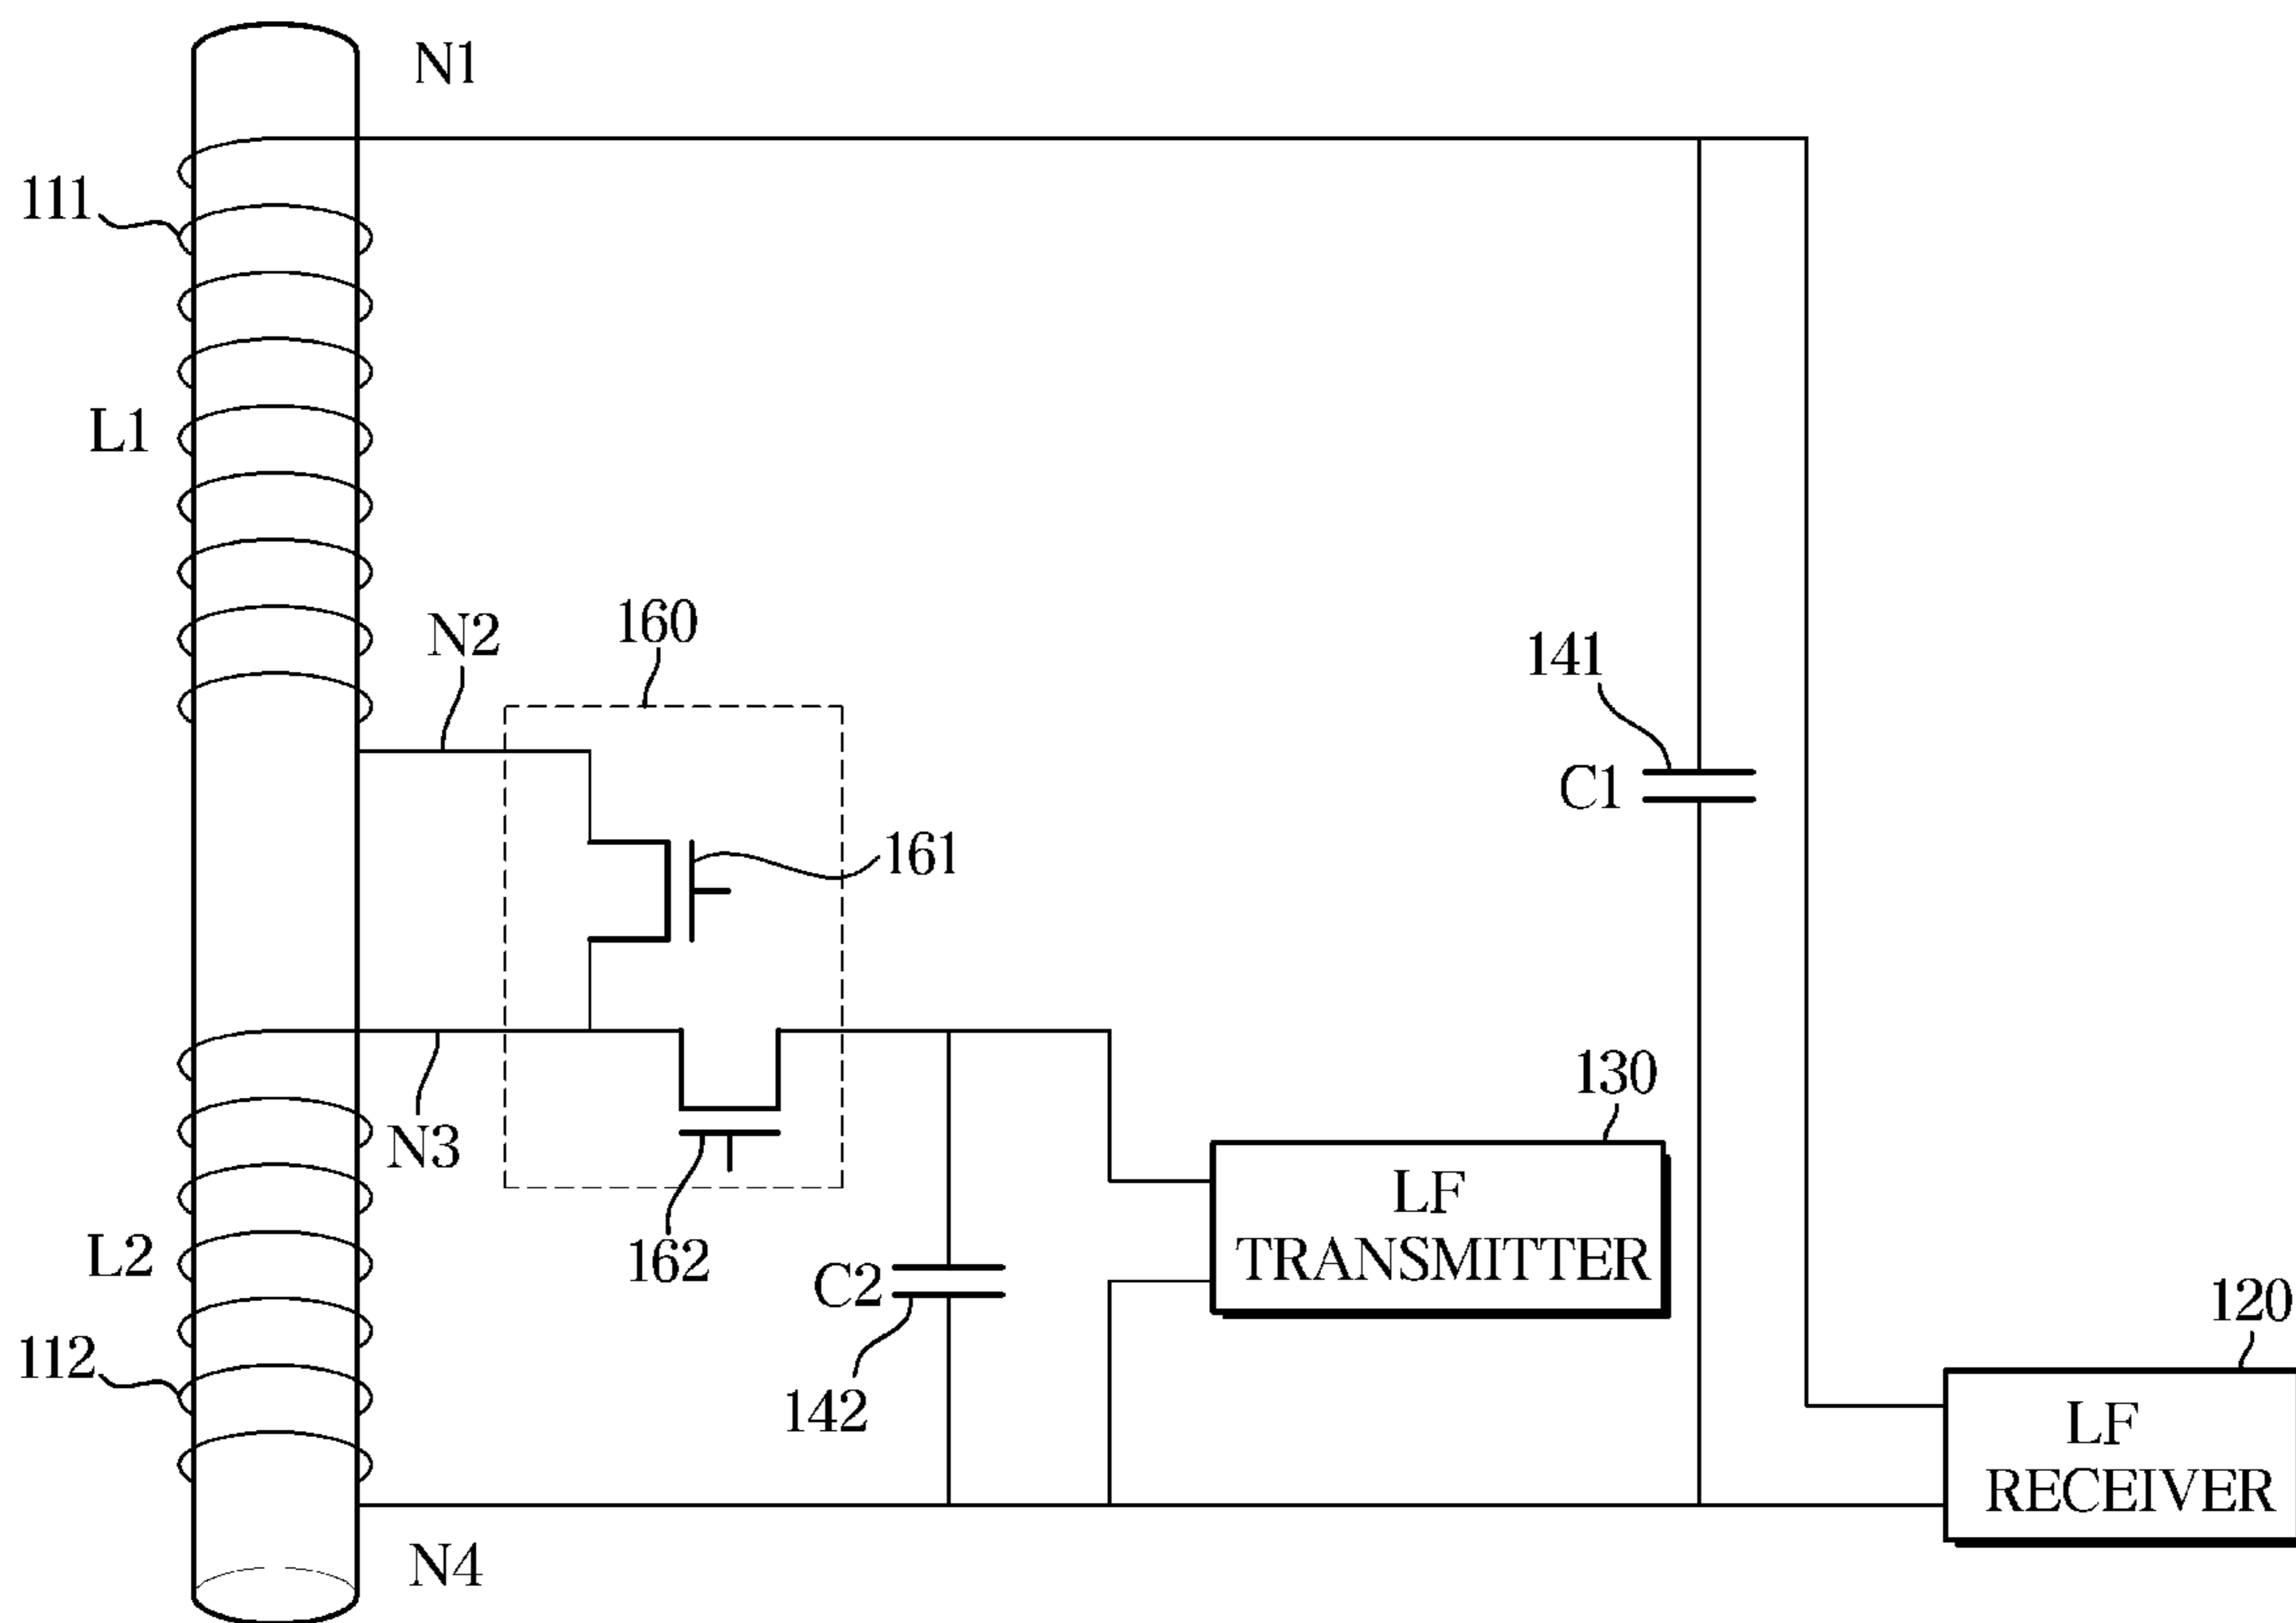 N1
111
L1
N2
160
141
C1
161
N3
162
130
LF
TRANSMITTER
L2
C2
142
112
120
LF
RECEIVER
N4